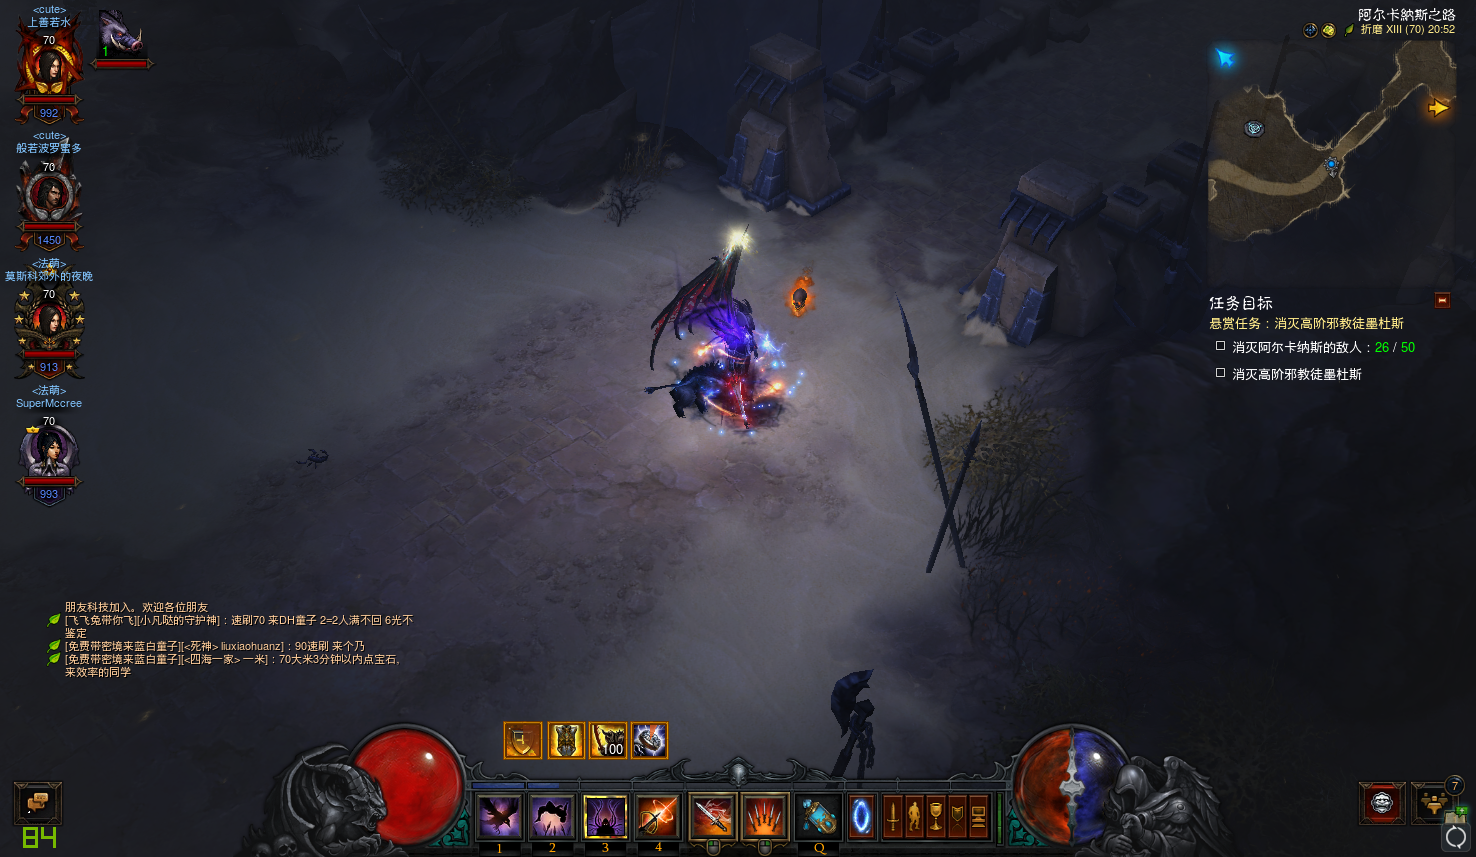 <cute>
上善若水
70
992
1
<cute>
般若波罗蜜多
70
1450
<法萌>
莫斯科郊外的夜晚
70
913
<法萌>
SuperMccree
70
993
阿尔卡纳斯之路
折磨 XIII (70) 20:52
任务目标
悬赏任务：消灭高阶邪教徒墨杜斯
消灭阿尔卡纳斯的敌人：26 / 50
消灭高阶邪教徒墨杜斯
朋友科技加入。欢迎各位朋友
[飞飞兔带你飞][小凡哒的守护神]：速刷70 来DH童子 2=2人满不回 6光不
鉴定
[免费带密境来蓝白童子][<死神> liuxiaohuanz]：90速刷 来个乃
[免费带密境来蓝白童子][<四海一家> 一米]：70大米3分钟以内点宝石,
来效率的同学
100
1
2
3
4
Q
7
84